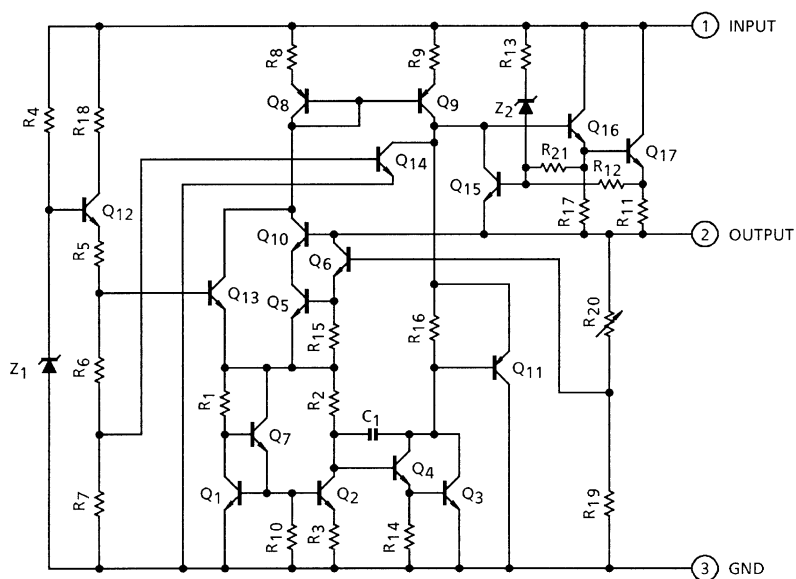 1 INPUT
R8
R9
R13
R4
R18
Q8
Q9
Z2
Q16
Q14
R21
Q17
R12
Q15
Q12
R17
R11
Q10
2 OUTPUT
R5
Q6
Q13
Q5
R20
R15
R16
Z1
R6
Q11
R1
R2
C1
Q7
Q4
R7
Q1
Q2
Q3
R19
R10
R3
R14
3 GND